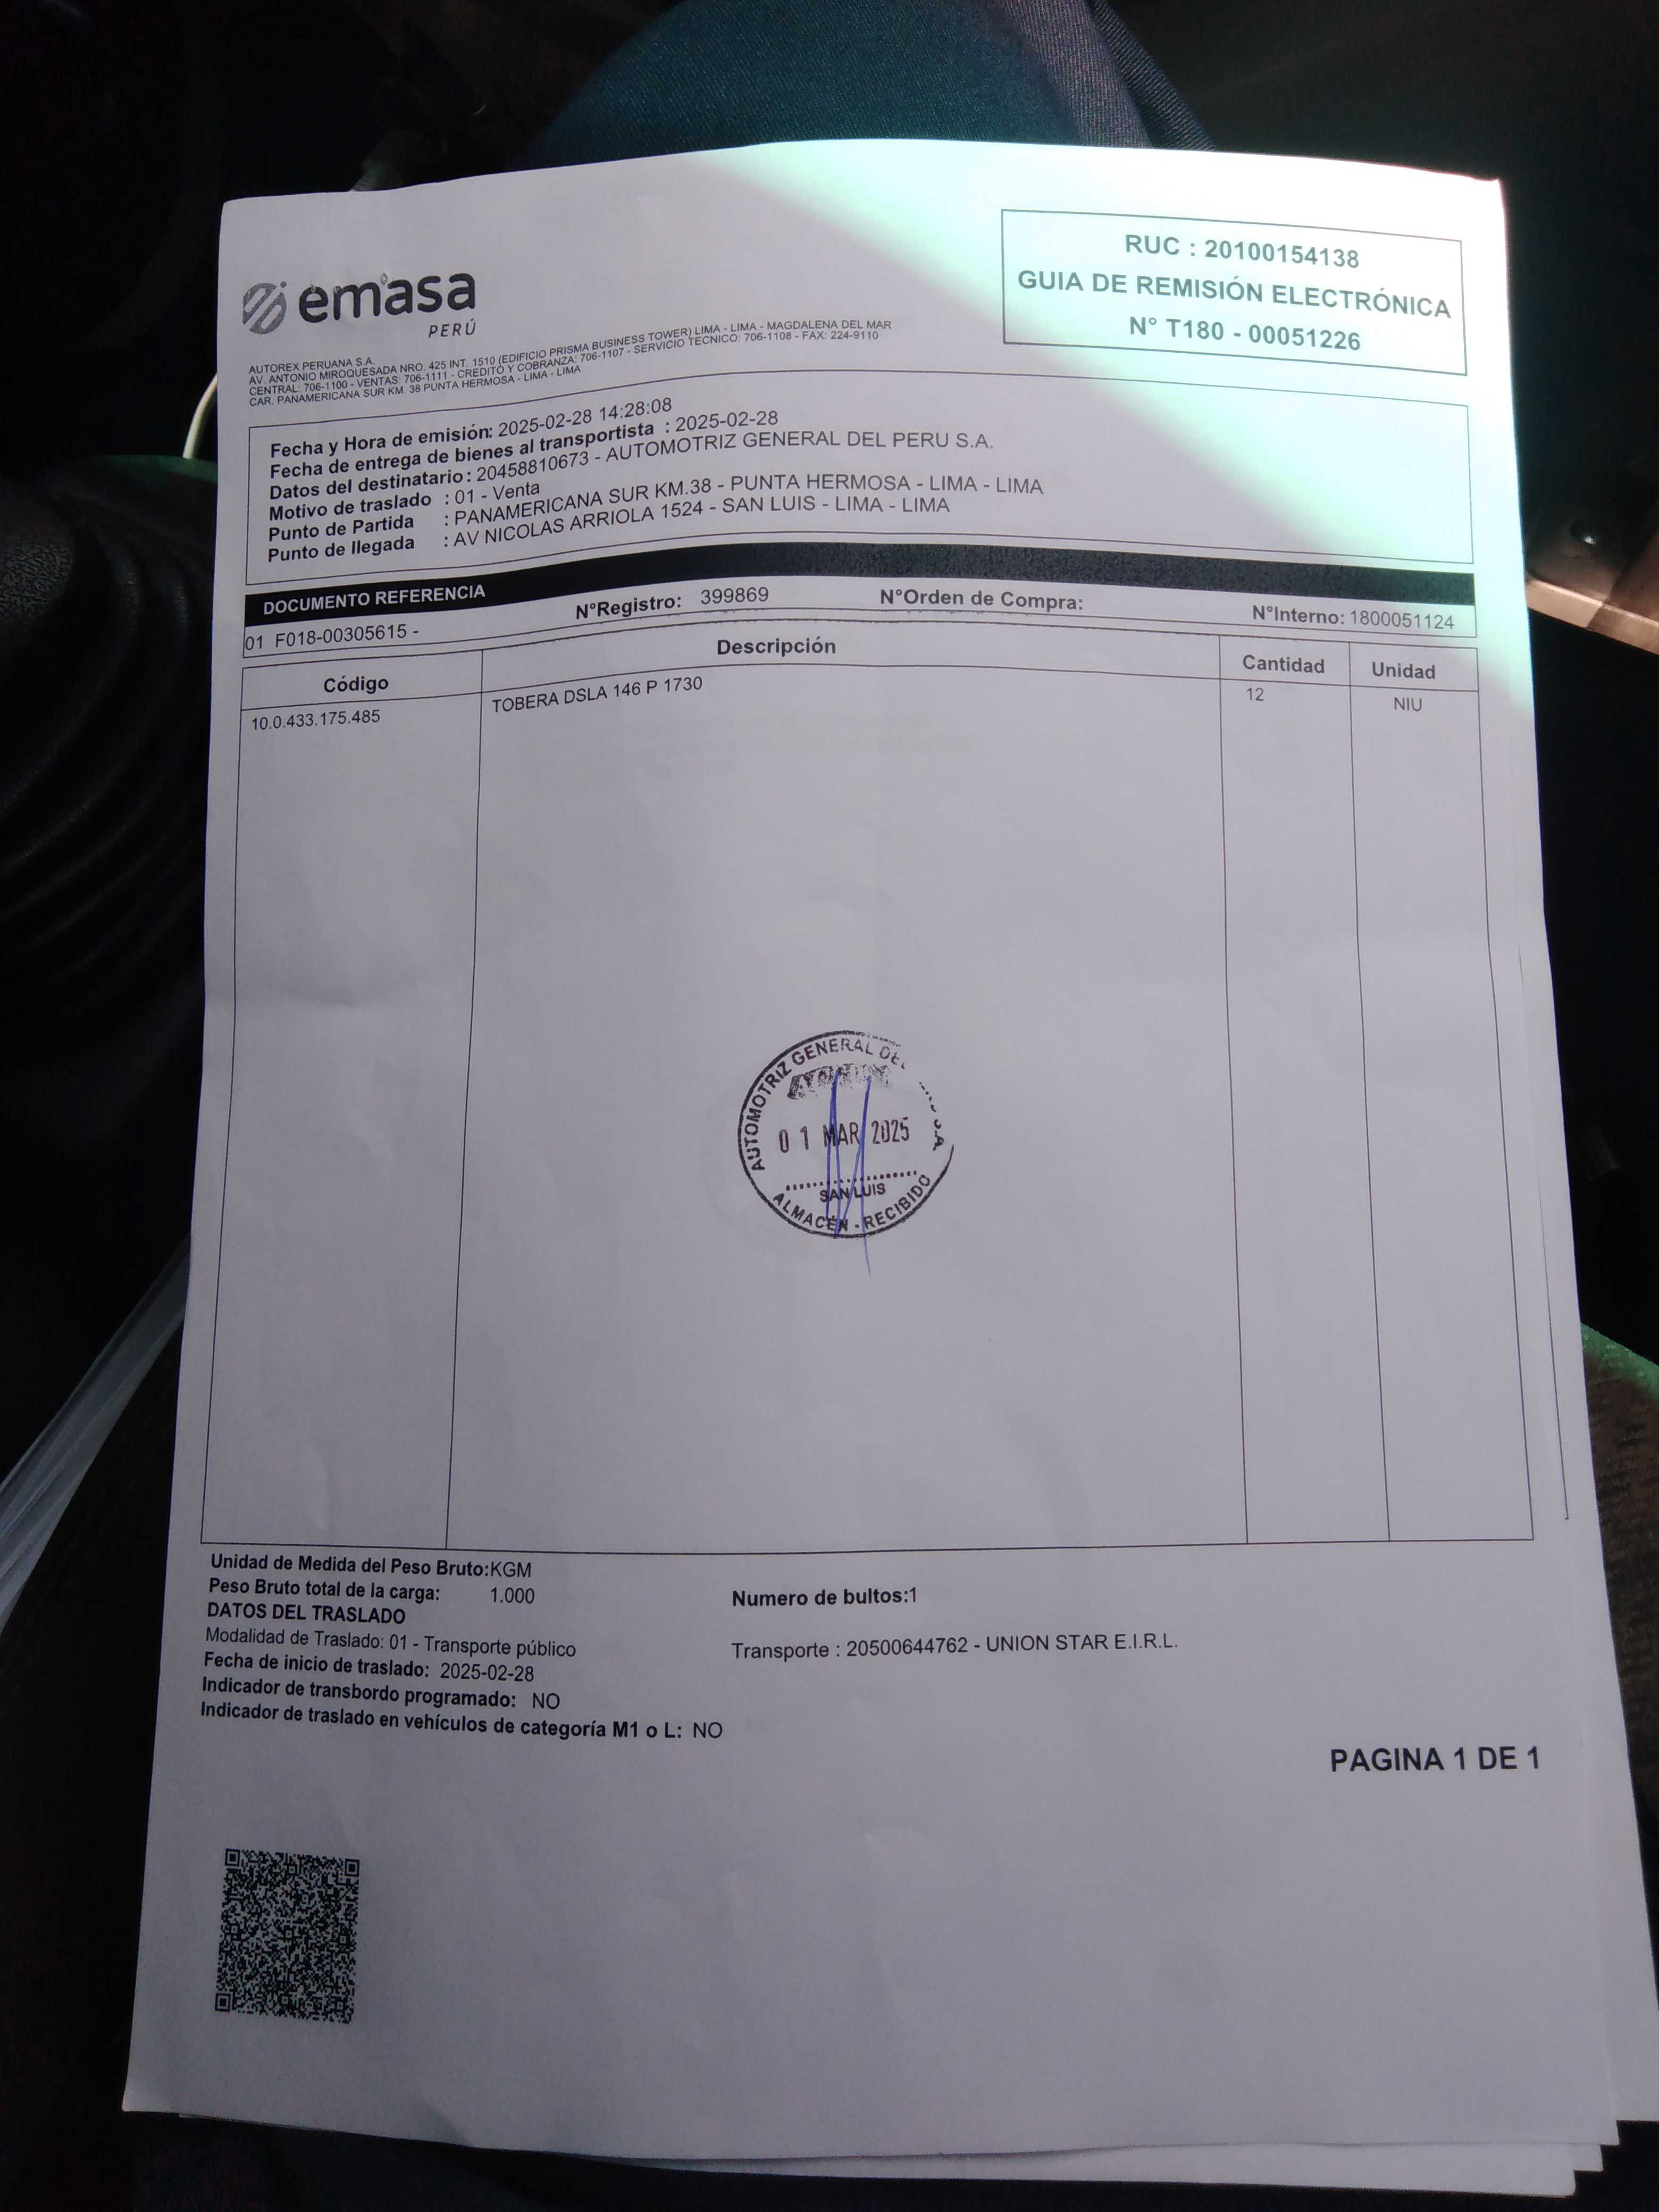 emasa
PERÚ
RUC : 20100154138
GUIA DE REMISIÓN ELECTRÓNICA
N° T180 - 00051226
AUTOREX PERUANA S.A.
AV. ANTONIO MIROQUESADA NRO. 425 INT. 1510 (EDIFICIO PRISMA BUSINESS TOWER) LIMA - LIMA - MAGDALENA DEL MAR
CENTRAL: 706-1100 - VENTAS: 706-1111 - CREDITO Y COBRANZA: 706-1107 - SERVICIO TECNICO: 706-1108 - FAX: 224-9110
CAR. PANAMERICANA SUR KM. 38 PUNTA HERMOSA - LIMA - LIMA
Fecha y Hora de emisión: 2025-02-28 14:28:08
Fecha de entrega de bienes al transportista : 2025-02-28
Datos del destinatario : 20458810673 - AUTOMOTRIZ GENERAL DEL PERU S.A.
Motivo de traslado : 01 - Venta
Punto de Partida : PANAMERICANA SUR KM.38 - PUNTA HERMOSA - LIMA - LIMA
Punto de llegada : AV NICOLAS ARRIOLA 1524 - SAN LUIS - LIMA - LIMA
DOCUMENTO REFERENCIA
01 F018-00305615 - N°Registro: 399869 N°Orden de Compra: N°Interno: 1800051124
Código Descripción Cantidad Unidad
10.0.433.175.485 TOBERA DSLA 146 P 1730 12 NIU
AUTOMOTRIZ GENERAL S.A.
01 MAR 2025
SAN LUIS
ALMACÉN - RECIBIDO
Unidad de Medida del Peso Bruto:KGM
Peso Bruto total de la carga: 1.000 Numero de bultos:1
DATOS DEL TRASLADO
Modalidad de Traslado: 01 - Transporte público Transporte : 20500644762 - UNION STAR E.I.R.L.
Fecha de inicio de traslado: 2025-02-28
Indicador de transbordo programado: NO
Indicador de traslado en vehículos de categoría M1 o L: NO
PAGINA 1 DE 1